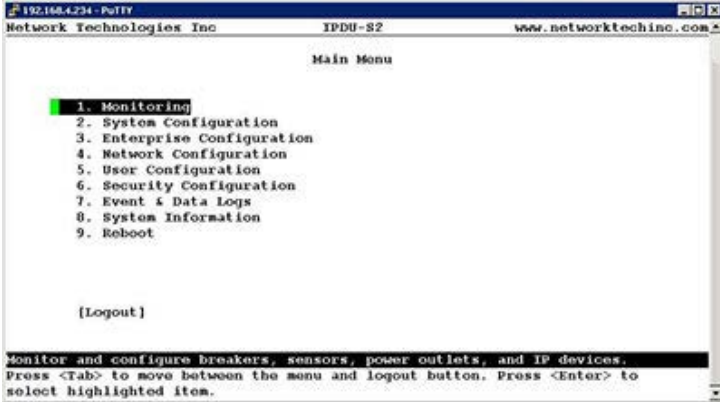 192.168.4.234 - PuTTY
Network Technologies Inc IPDU-S2 www.networktechinc.com
Main Menu
1. Monitoring
2. System Configuration
3. Enterprise Configuration
4. Network Configuration
5. User Configuration
6. Security Configuration
7. Event & Data Logs
8. System Information
9. Reboot
[Logout]
Monitor and configure breakers, sensors, power outlets, and IP devices.
Press <Tab> to move between the menu and logout button. Press <Enter> to
select highlighted item.